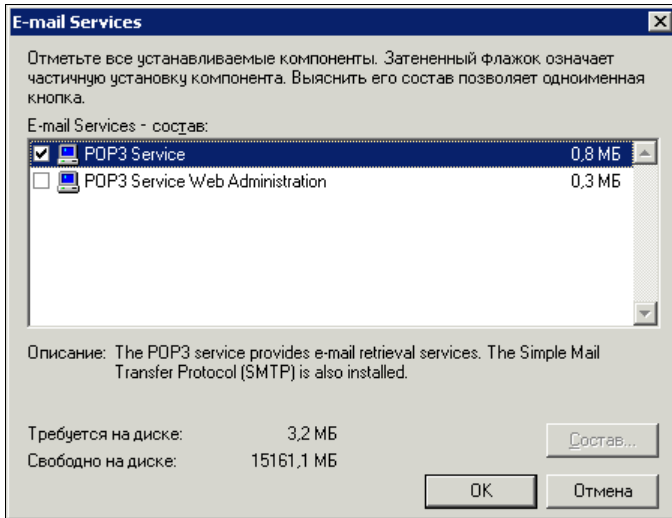 E-mail Services
Отметьте все устанавливаемые компоненты. Затененный флажок означает
частичную установку компонента. Выяснить его состав позволяет одноименная
кнопка.
E-mail Services - состав:
POP3 Service 0,8 МБ
POP3 Service Web Administration 0,3 МБ
Описание: The POP3 service provides e-mail retrieval services. The Simple Mail
Transfer Protocol (SMTP) is also installed.
Требуется на диске: 3,2 МБ
Состав...
Свободно на диске: 15161,1 МБ
OK Отмена